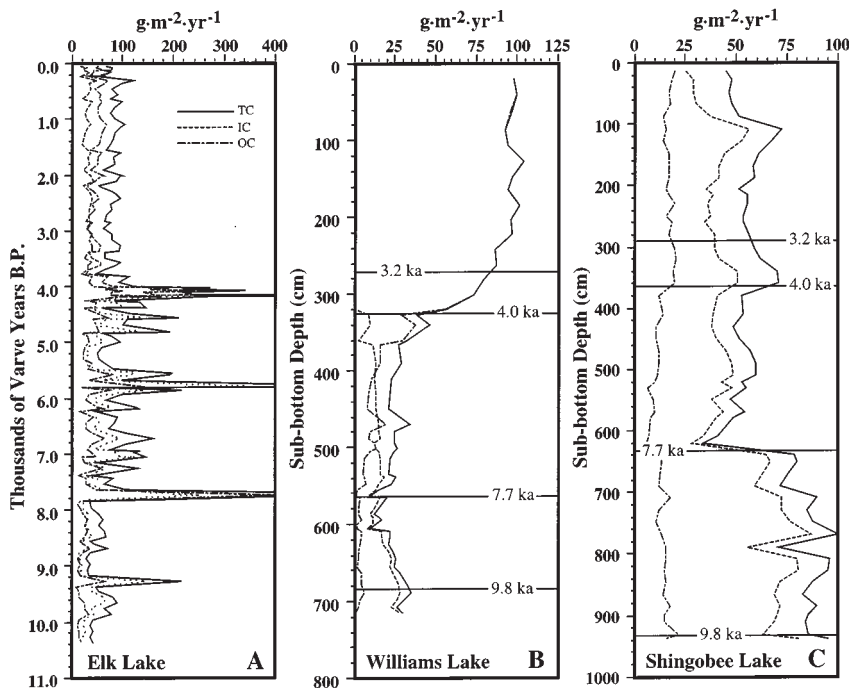 g·m-2·yr-1
0 100 200 300 400
0.0
1.0
2.0
3.0
4.0
5.0
6.0
7.0
8.0
9.0
10.0
11.0
Thousands of Varve Years B.P.
TC
IC
OC
Elk Lake A
g·m-2·yr-1
0 25 50 75 100 125
0
100
200
300
400
500
600
700
800
Sub-bottom Depth (cm)
3.2 ka
4.0 ka
7.7 ka
9.8 ka
Williams Lake B
g·m-2·yr-1
0 25 50 75 100
0
100
200
300
400
500
600
700
800
900
1000
Sub-bottom Depth (cm)
3.2 ka
4.0 ka
7.7 ka
9.8 ka
Shingobee Lake C